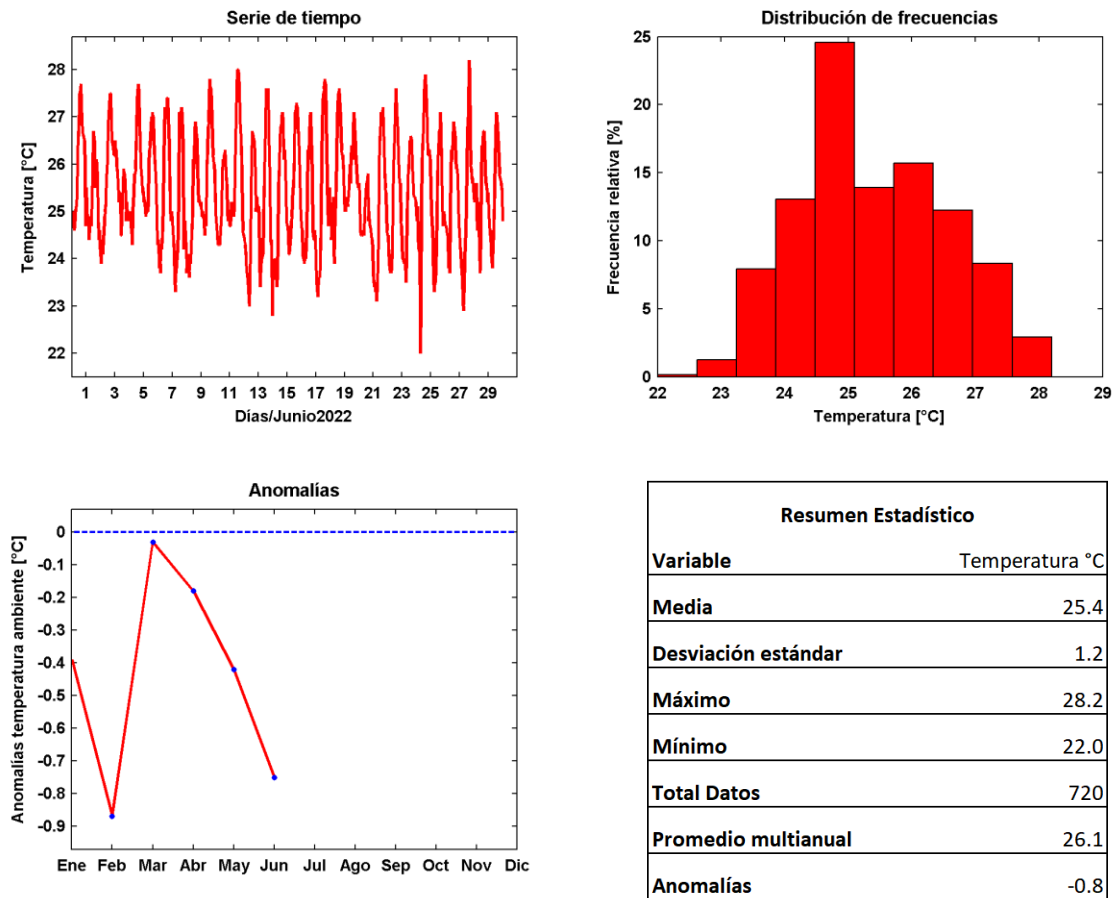 Serie de tiempo
Temperatura [°C]
28
27
26
25
24
23
22
1 3 5 7 9 11 13 15 17 19 21 23 25 27 29
Días/Junio2022
Distribución de frecuencias
Frecuencia relativa [%]
25
20
15
10
5
0
22 23 24 25 26 27 28 29
Temperatura [°C]
Anomalías
Anomalías temperatura ambiente [°C]
0
-0.1
-0.2
-0.3
-0.4
-0.5
-0.6
-0.7
-0.8
-0.9
Ene Feb Mar Abr May Jun Jul Ago Sep Oct Nov Dic
Resumen Estadístico
Variable Temperatura °C
Media 25.4
Desviación estándar 1.2
Máximo 28.2
Mínimo 22.0
Total Datos 720
Promedio multianual 26.1
Anomalías -0.8